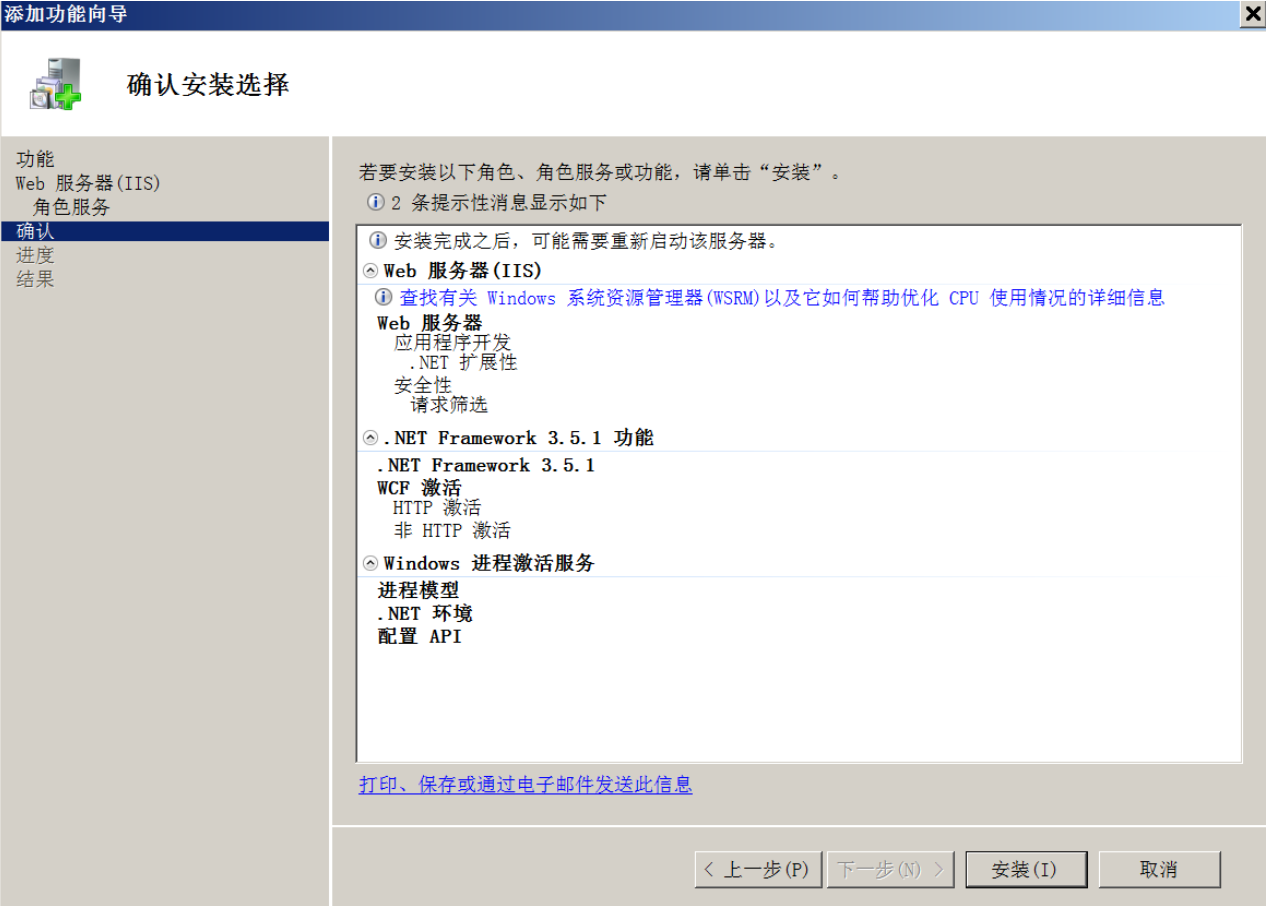 添加功能向导
确认安装选择
功能
Web 服务器(IIS)
角色服务
确认
进度
结果
若要安装以下角色、角色服务或功能，请单击“安装”。
2 条提示性消息显示如下
安装完成之后，可能需要重新启动该服务器。
Web 服务器(IIS)
查找有关 Windows 系统资源管理器(WSRM)以及它如何帮助优化 CPU 使用情况的详细信息
Web 服务器
应用程序开发
.NET 扩展性
安全性
请求筛选
.NET Framework 3.5.1 功能
.NET Framework 3.5.1
WCF 激活
HTTP 激活
非 HTTP 激活
Windows 进程激活服务
进程模型
.NET 环境
配置 API
打印、保存或通过电子邮件发送此信息
< 上一步(P) 下一步(N) > 安装(I) 取消